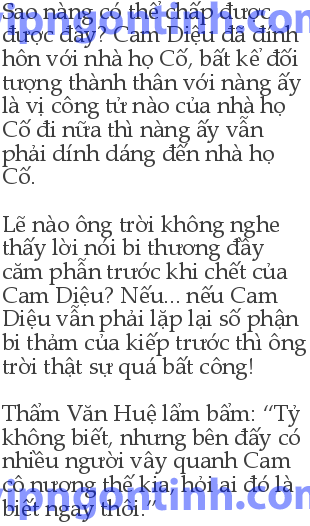 Sao nàng có thể chấp được
được đây? Cam Diệu đã đính
hôn với nhà họ Cố, bất kể đối
tượng thành thân với nàng ấy
là vị công tử nào của nhà họ
Cố đi nữa thì nàng ấy vẫn
phải dính dáng đến nhà họ
Cố.
Lẽ nào ông trời không nghe
thấy lời nói bi thương đầy
căm phẫn trước khi chết của
Cam Diệu? Nếu... nếu Cam
Diệu vẫn phải lặp lại số phận
bi thảm của kiếp trước thì ông
trời thật sự quá bất công!
Thẩm Văn Huệ lẩm bẩm: “Tỷ
không biết, nhưng bên đấy có
nhiều người vây quanh Cam
cô nương thế kia, hỏi ai đó là
biết ngay thôi.”
ipngontinh.com
ipngontinh.com